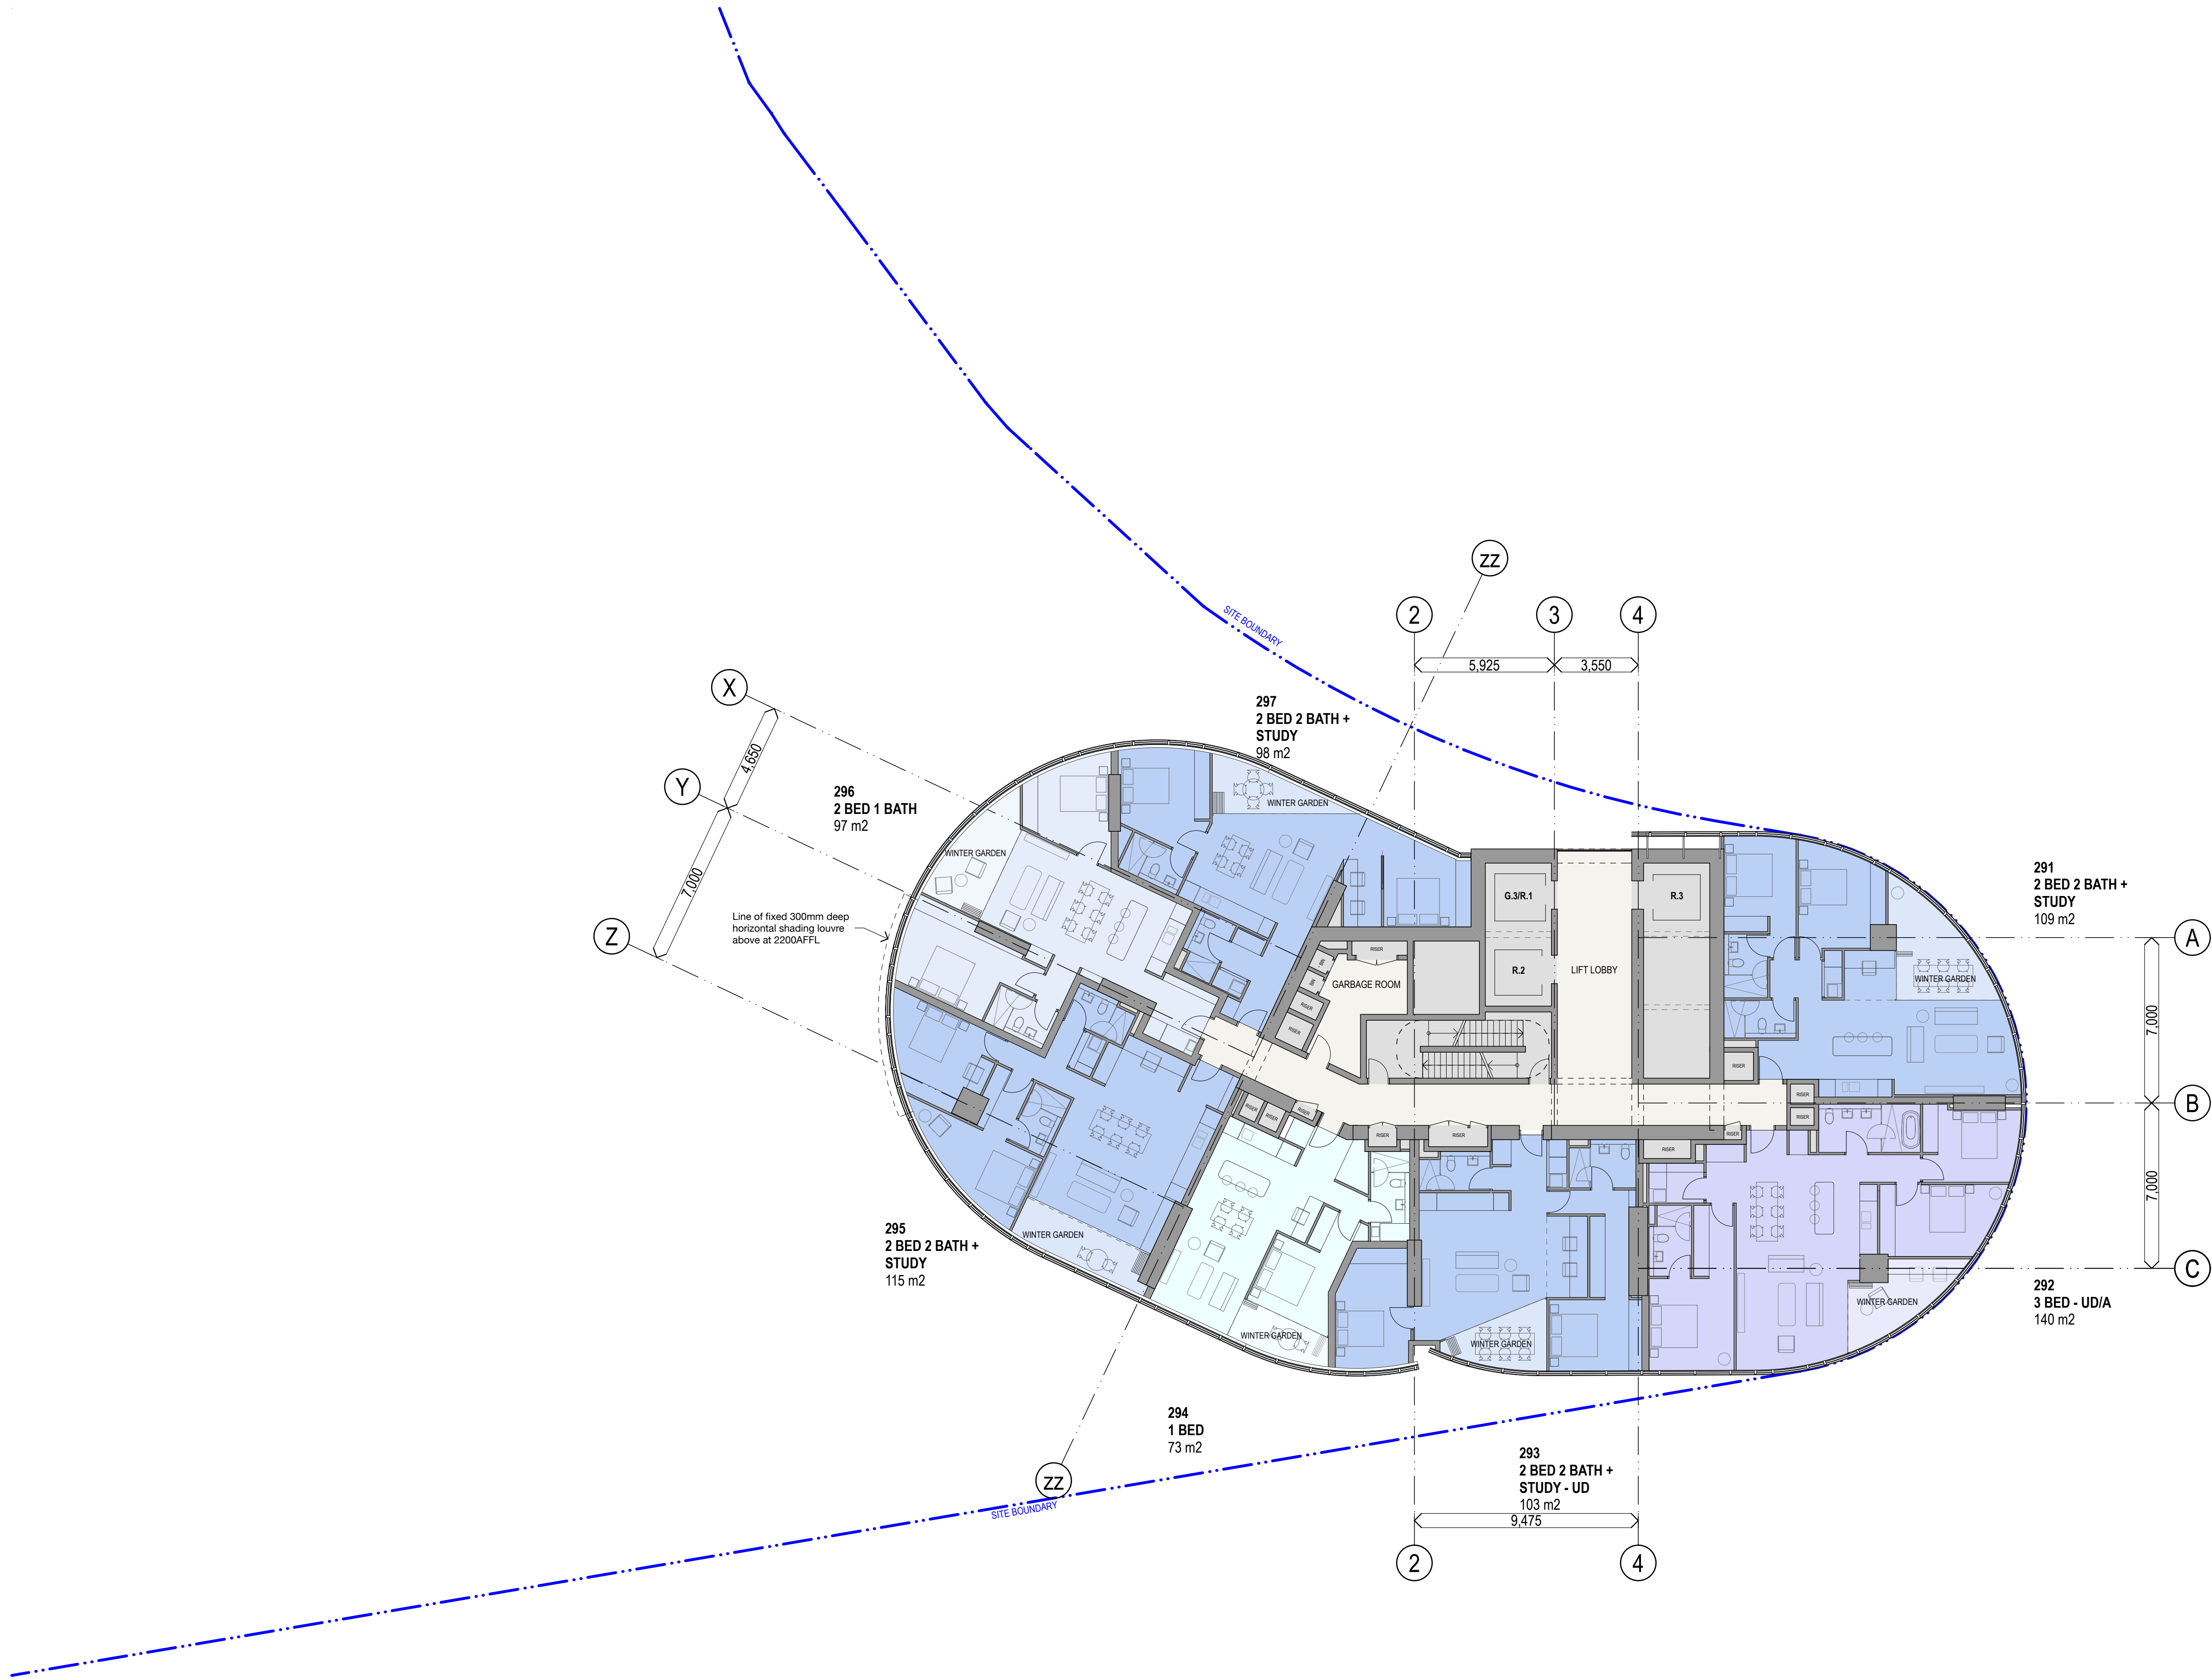 ZZ
2
3
4
SITE BOUNDARY
5,925
3,550
X
297
2 BED 2 BATH +
STUDY
98 m2
4,650
Y
296
2 BED 1 BATH
97 m2
WINTER GARDEN
WINTER GARDEN
7,000
Z
Line of fixed 300mm deep
horizontal shading louvre
above at 2200AFFL
G.3/R.1
R.3
291
2 BED 2 BATH +
STUDY
109 m2
A
RISER
BIN
BIN
GARBAGE ROOM
RISER
RISER
R.2
LIFT LOBBY
WINTER GARDEN
7,000
RISER
RISER
RISER
B
RISER
RISER
RISER
RISER
RISER
RISER
RISER
7,000
295
2 BED 2 BATH +
STUDY
115 m2
WINTER GARDEN
WINTER GARDEN
WINTER GARDEN
WINTER GARDEN
C
292
3 BED - UD/A
140 m2
294
1 BED
73 m2
293
2 BED 2 BATH +
STUDY - UD
103 m2
ZZ
SITE BOUNDARY
9,475
2
4